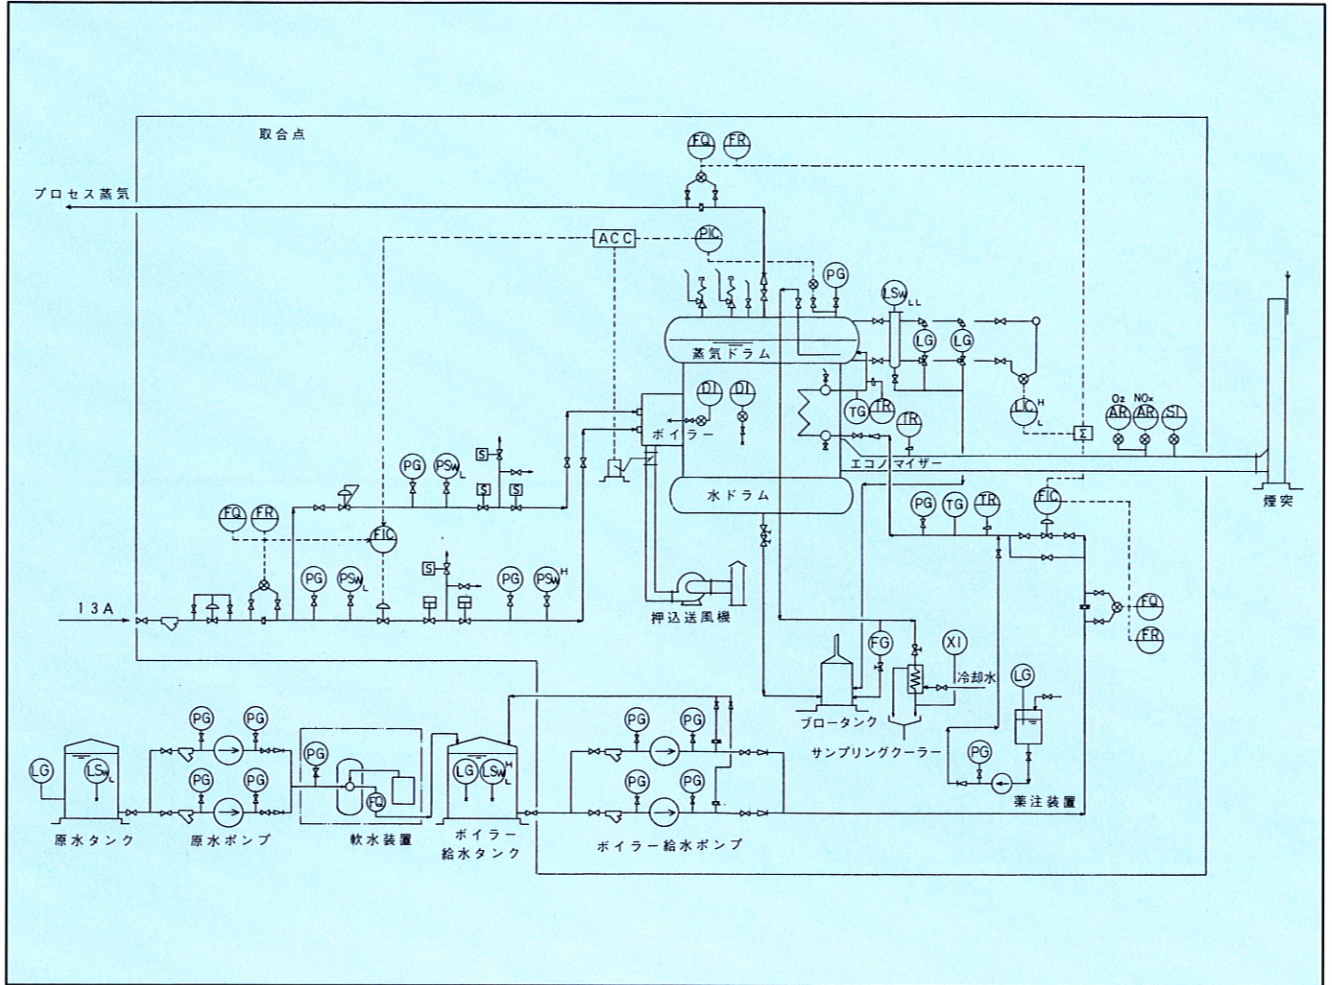 取合点
FQ FR
プロセス蒸気
ACC
PIC
PG
LSw LL
LG LG
蒸気ドラム
DI DI
TG TR
LIC H L
O₂ NOx
AR AR SI
TR
Σ
ボイラー
エコノマイザー
PG PSw L
S
S S
水ドラム
煙突
FQ FR
FIC
PG TG TR FIC
S
PG PSw L
PG PSw H
13A
押込送風機
FQ
FR
FG XI
冷却水
LG
ブロータンク
サンプリングクーラー
PG
薬注装置
PG PG
PG PG
LG LSw L
PG
FQ
LG LSw H L
PG PG
PG PG
PG PG
原水タンク
原水ポンプ
軟水装置
ボイラー
給水タンク
ボイラー給水ポンプ